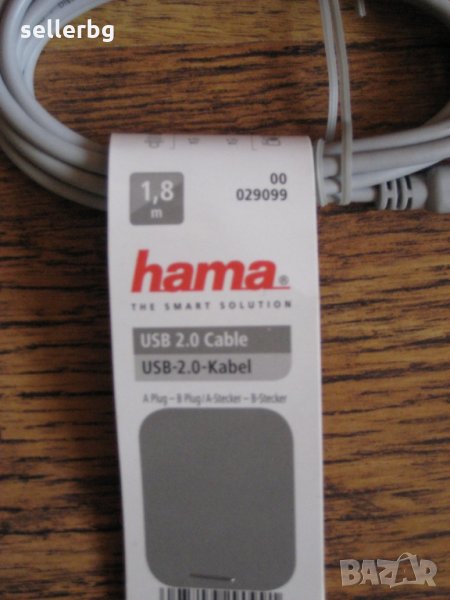 sellerbg
1,8
m
00
029099
hama®
THE SMART SOLUTION
USB 2.0 Cable
USB-2.0-Kabel
A Plug – B Plug/A-Stecker – B-Stecker
BAZAR